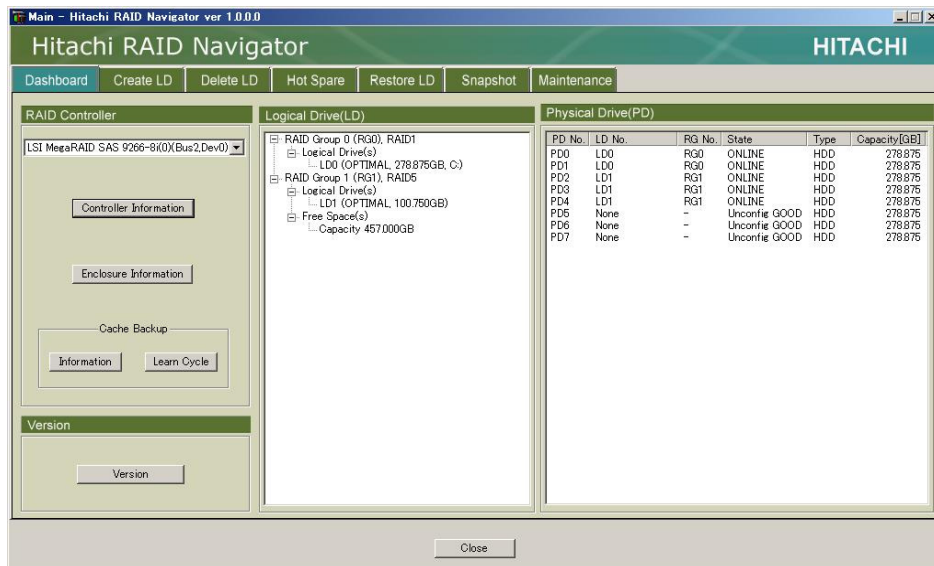 Main - Hitachi RAID Navigator ver 1.0.0.0
Hitachi RAID Navigator
HITACHI
Dashboard Create LD Delete LD Hot Spare Restore LD Snapshot Maintenance
RAID Controller
LSI MegaRAID SAS 9266-8i(0)(Bus2,Dev0)
Controller Information
Enclosure Information
Cache Backup
Information Learn Cycle
Version
Version
Logical Drive(LD)
RAID Group 0 (RG0), RAID1
Logical Drive(s)
LD0 (OPTIMAL, 278.875GB, C:)
RAID Group 1 (RG1), RAID5
Logical Drive(s)
LD1 (OPTIMAL, 100.750GB)
Free Space(s)
Capacity 457.000GB
Physical Drive(PD)
PD No. LD No. RG No. State Type Capacity[GB]
PD0 LD0 RG0 ONLINE HDD 278.875
PD1 LD0 RG0 ONLINE HDD 278.875
PD2 LD1 RG1 ONLINE HDD 278.875
PD3 LD1 RG1 ONLINE HDD 278.875
PD4 LD1 RG1 ONLINE HDD 278.875
PD5 None - Unconfig GOOD HDD 278.875
PD6 None - Unconfig GOOD HDD 278.875
PD7 None - Unconfig GOOD HDD 278.875
Close